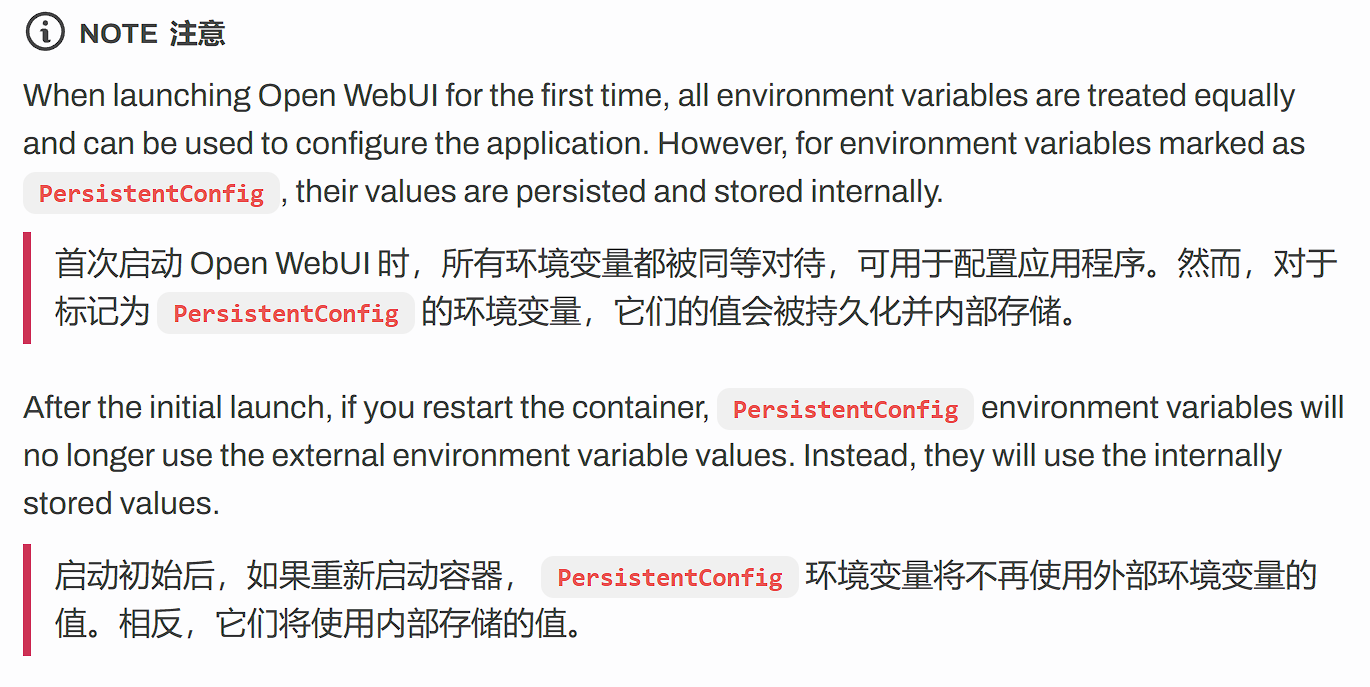 NOTE 注意
When launching Open WebUI for the first time, all environment variables are treated equally
and can be used to configure the application. However, for environment variables marked as
PersistentConfig, their values are persisted and stored internally.
首次启动 Open WebUI 时，所有环境变量都被同等对待，可用于配置应用程序。然而，对于
标记为 PersistentConfig 的环境变量，它们的值会被持久化并内部存储。
After the initial launch, if you restart the container, PersistentConfig environment variables will
no longer use the external environment variable values. Instead, they will use the internally
stored values.
启动初始后，如果重新启动容器， PersistentConfig 环境变量将不再使用外部环境变量的
值。相反，它们将使用内部存储的值。